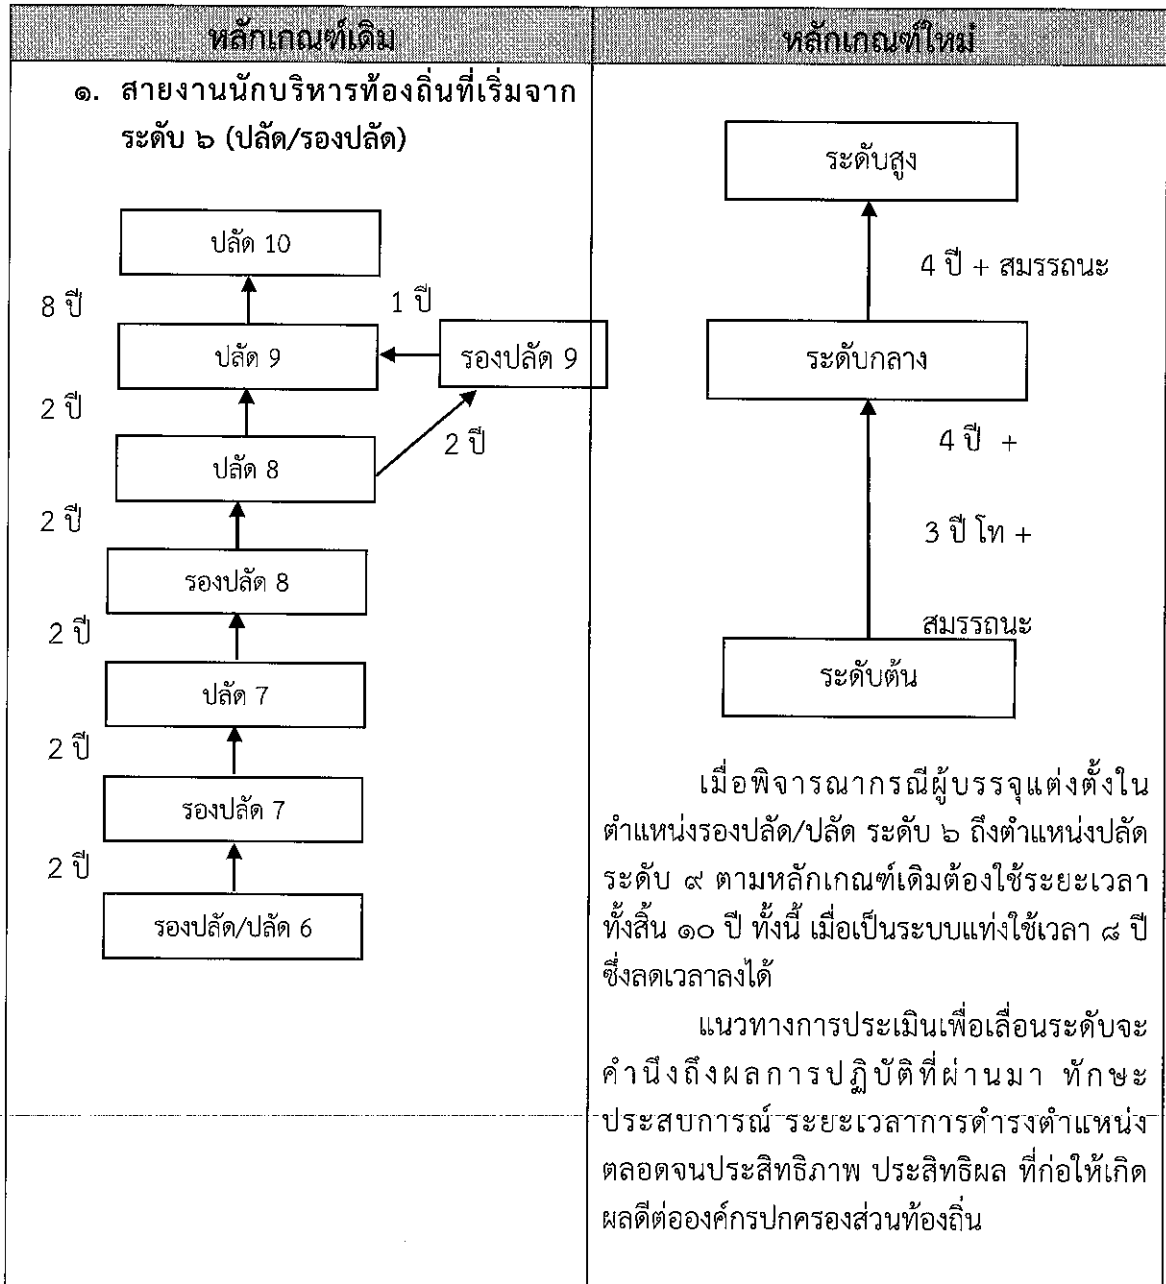 หลักเกณฑ์เดิม
หลักเกณฑ์ใหม่
๑. สายงานนักบริหารท้องถิ่นที่เริ่มจาก
ระดับ ๖ (ปลัด/รองปลัด)
ปลัด 10
8 ปี
1 ปี
ปลัด 9
รองปลัด 9
2 ปี
2 ปี
ปลัด 8
2 ปี
รองปลัด 8
2 ปี
ปลัด 7
2 ปี
รองปลัด 7
2 ปี
รองปลัด/ปลัด 6
ระดับสูง
4 ปี + สมรรถนะ
ระดับกลาง
4 ปี +
3 ปี โท +
สมรรถนะ
ระดับต้น
เมื่อพิจารณากรณีผู้บรรจุแต่งตั้งใน
ตำแหน่งรองปลัด/ปลัด ระดับ ๖ ถึงตำแหน่งปลัด
ระดับ ๙ ตามหลักเกณฑ์เดิมต้องใช้ระยะเวลา
ทั้งสิ้น ๑๐ ปี ทั้งนี้ เมื่อเป็นระบบแท่งใช้เวลา ๘ ปี
ซึ่งลดเวลาลงได้
แนวทางการประเมินเพื่อเลื่อนระดับจะ
คำนึงถึงผลการปฏิบัติที่ผ่านมา ทักษะ
ประสบการณ์ ระยะเวลาการดำรงตำแหน่ง
ตลอดจนประสิทธิภาพ ประสิทธิผล ที่ก่อให้เกิด
ผลดีต่อองค์กรปกครองส่วนท้องถิ่น